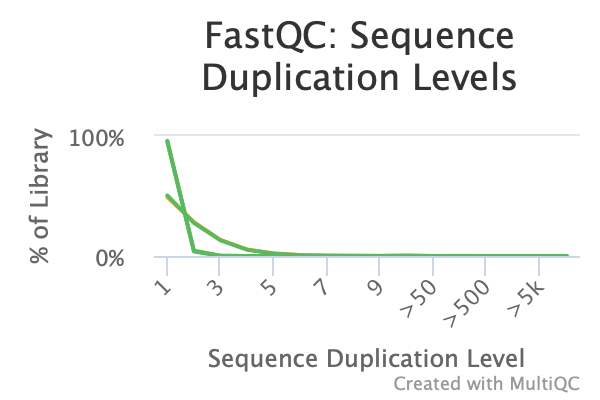 FastQC: Sequence
Duplication Levels
% of Library
100%
0%
1
3
5
7
9
>50
>500
>5k
Sequence Duplication Level
Created with MultiQC